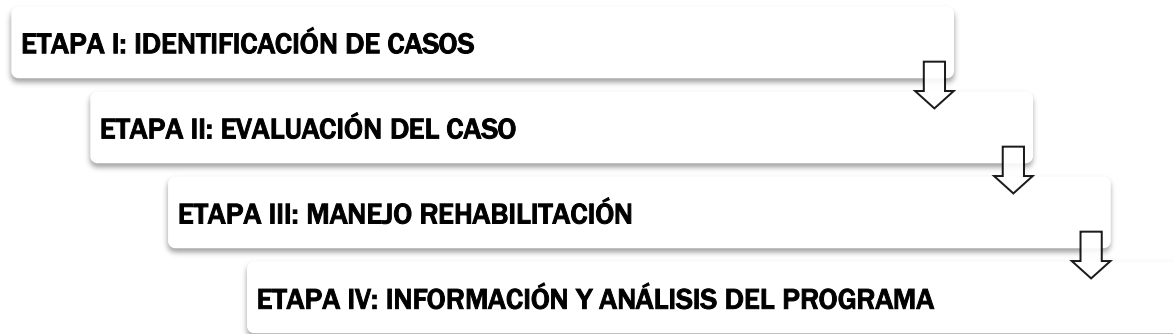 ETAPA I: IDENTIFICACIÓN DE CASOS
ETAPA II: EVALUACIÓN DEL CASO
ETAPA III: MANEJO REHABILITACIÓN
ETAPA IV: INFORMACIÓN Y ANÁLISIS DEL PROGRAMA